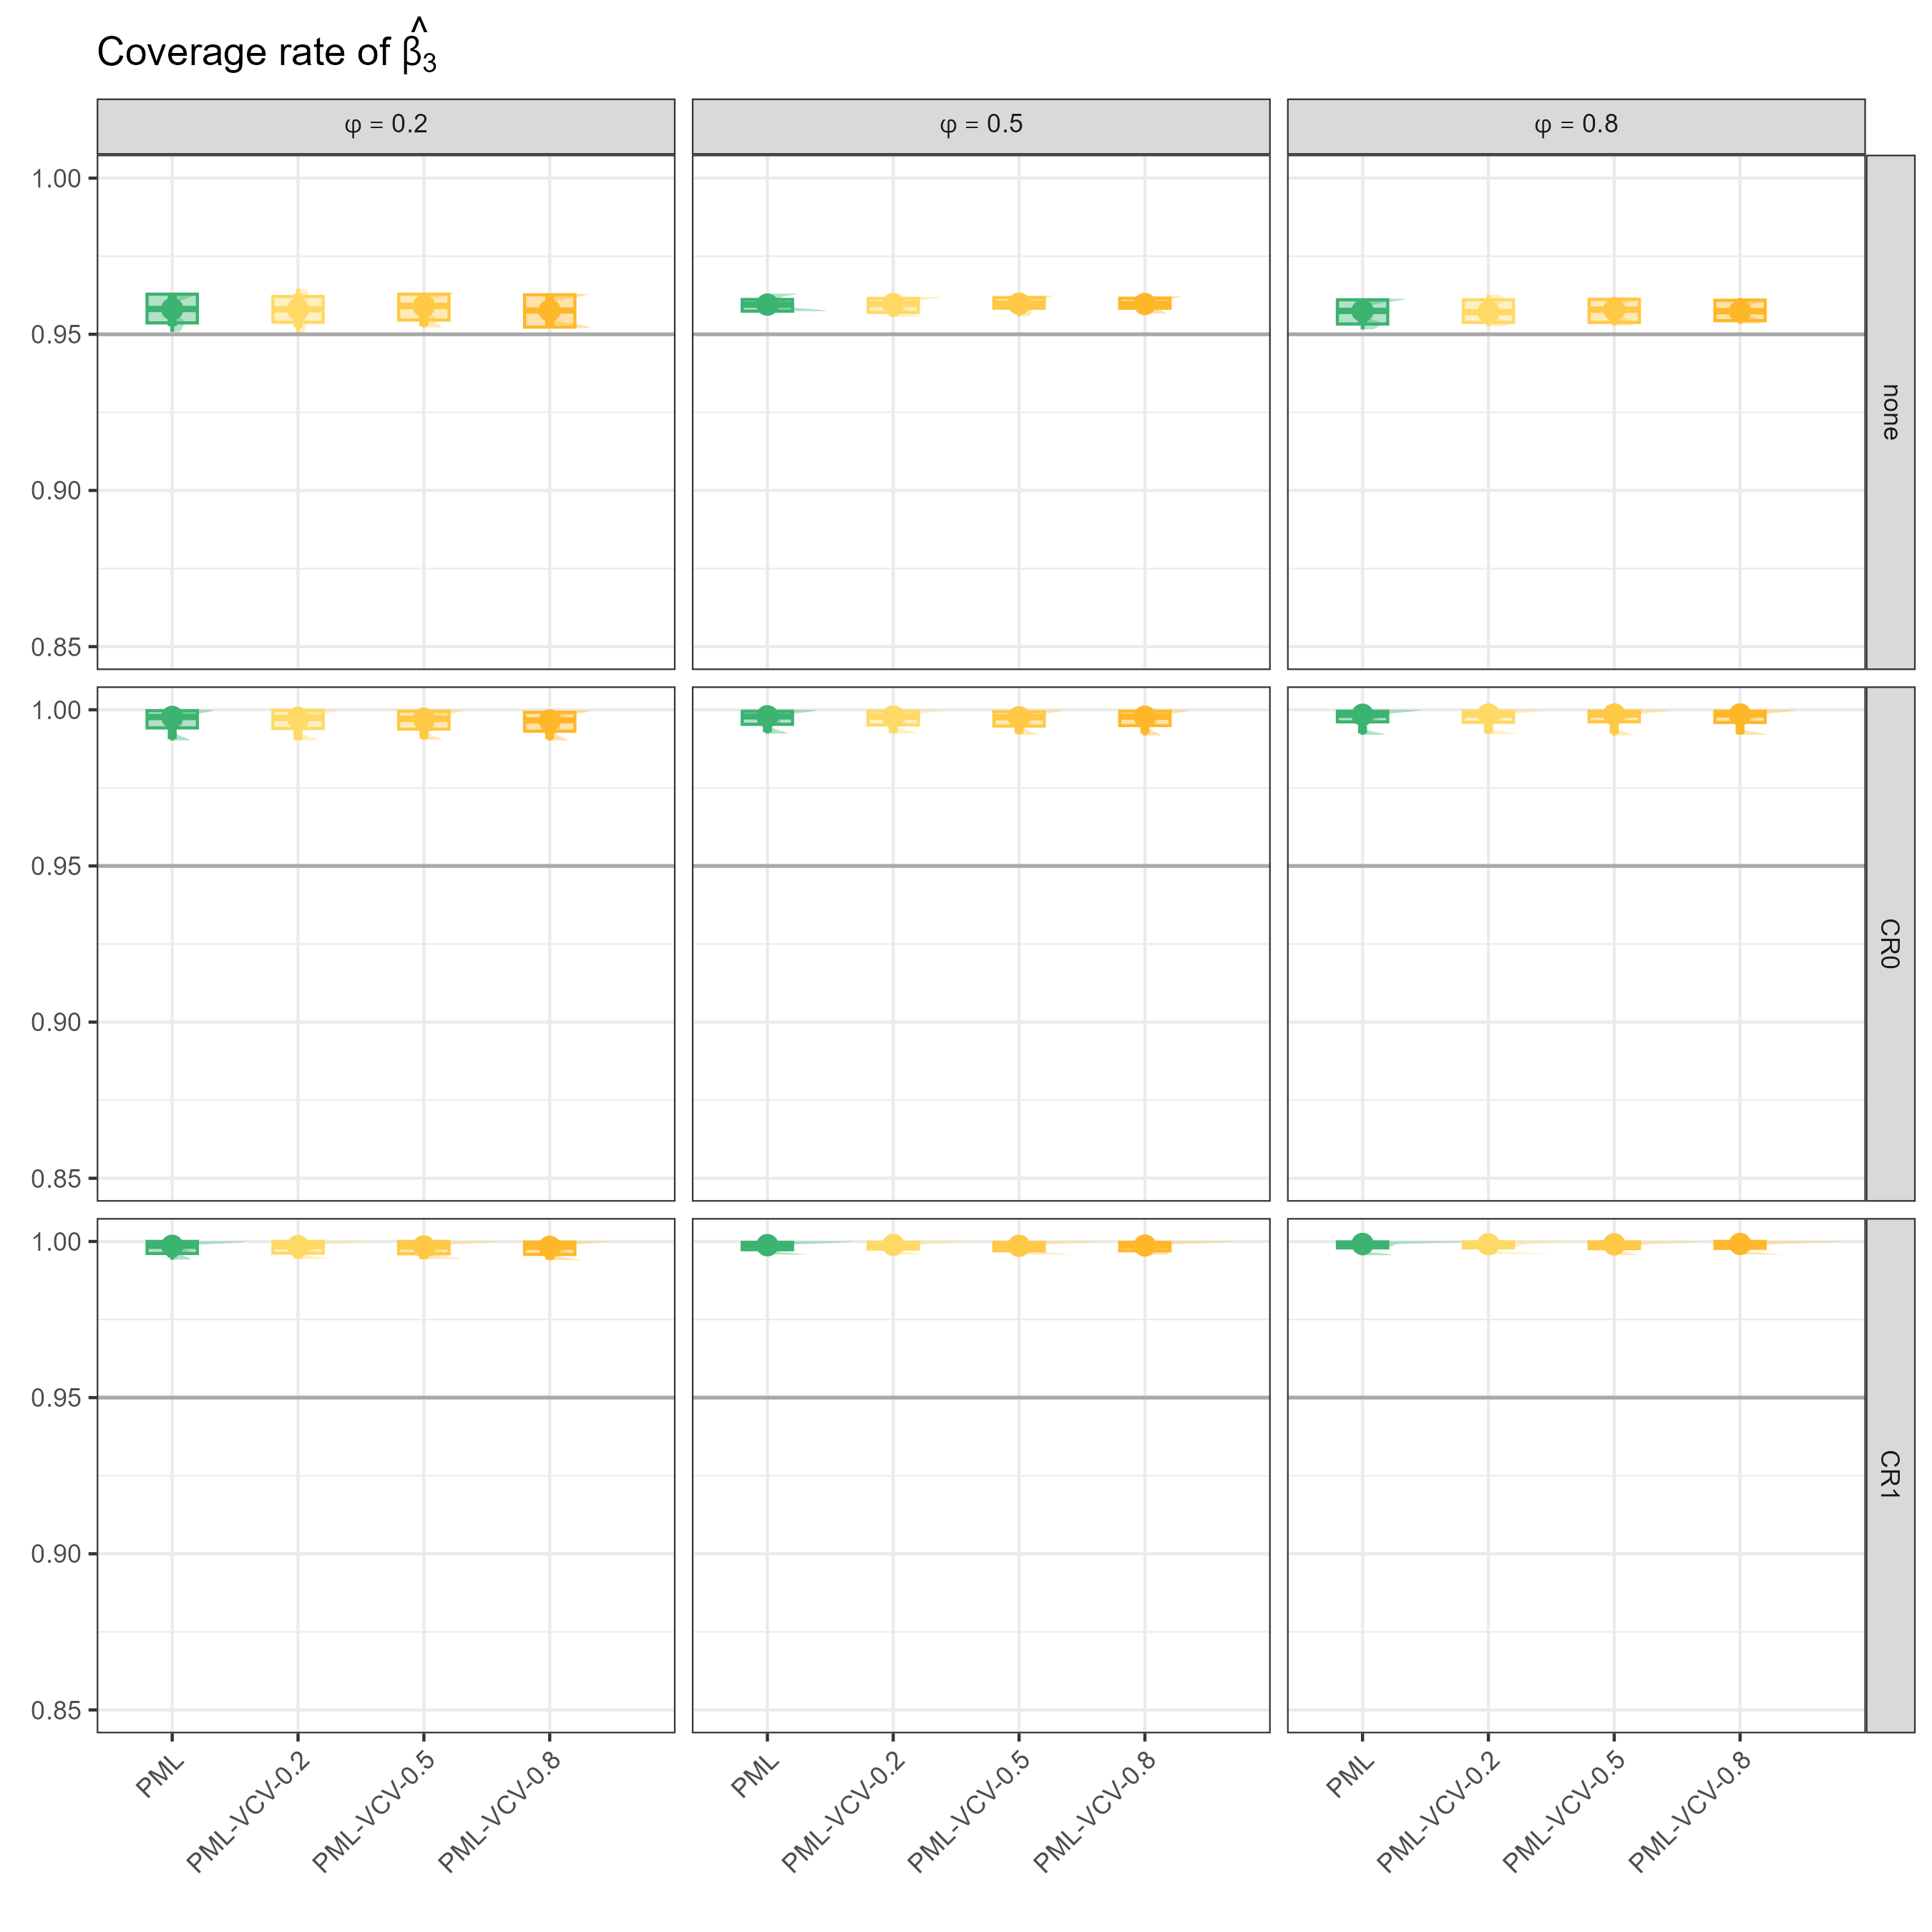 Coverage rate of β̂₃
φ = 0.2
φ = 0.5
φ = 0.8
1.00
0.95
0.90
0.85
none
1.00
0.95
0.90
0.85
CR0
1.00
0.95
0.90
0.85
CR1
PML
PML-VCV-0.2
PML-VCV-0.5
PML-VCV-0.8
PML
PML-VCV-0.2
PML-VCV-0.5
PML-VCV-0.8
PML
PML-VCV-0.2
PML-VCV-0.5
PML-VCV-0.8